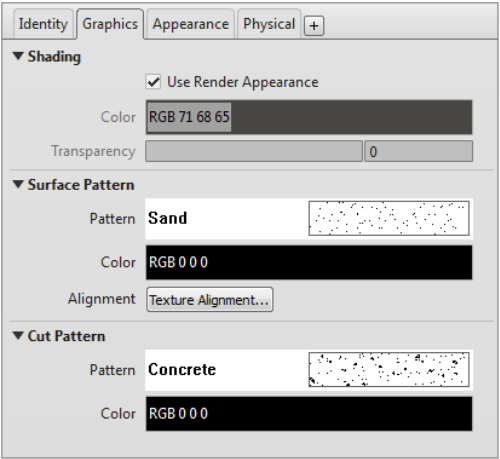 Identity Graphics Appearance Physical +
Shading
Use Render Appearance
Color RGB 71 68 65
Transparency 0
Surface Pattern
Pattern Sand
Color RGB 0 0 0
Alignment Texture Alignment...
Cut Pattern
Pattern Concrete
Color RGB 0 0 0